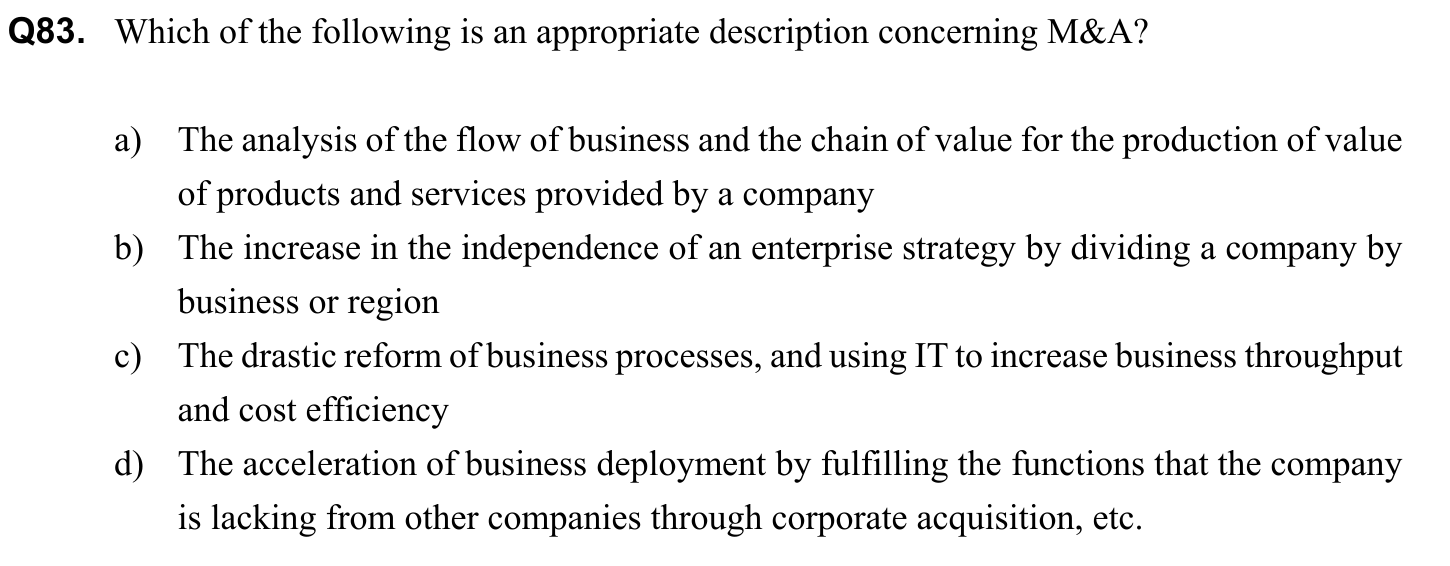 Q83. Which of the following is an appropriate description concerning M&A?
a) The analysis of the flow of business and the chain of value for the production of value
of products and services provided by a company
b) The increase in the independence of an enterprise strategy by dividing a company by
business or region
c) The drastic reform of business processes, and using IT to increase business throughput
and cost efficiency
d) The acceleration of business deployment by fulfilling the functions that the company
is lacking from other companies through corporate acquisition, etc.